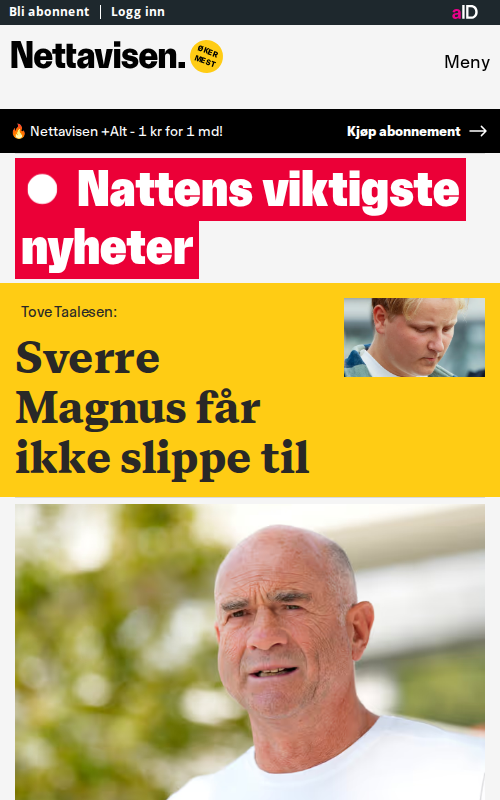 Bli abonnent
Logg inn
aID
Nettavisen.
ØKER
MEST
Meny
🔥 Nettavisen +Alt - 1 kr for 1 md!
Kjøp abonnement →
Nattens viktigste
nyheter
Tove Taalesen:
Sverre
Magnus får
ikke slippe til